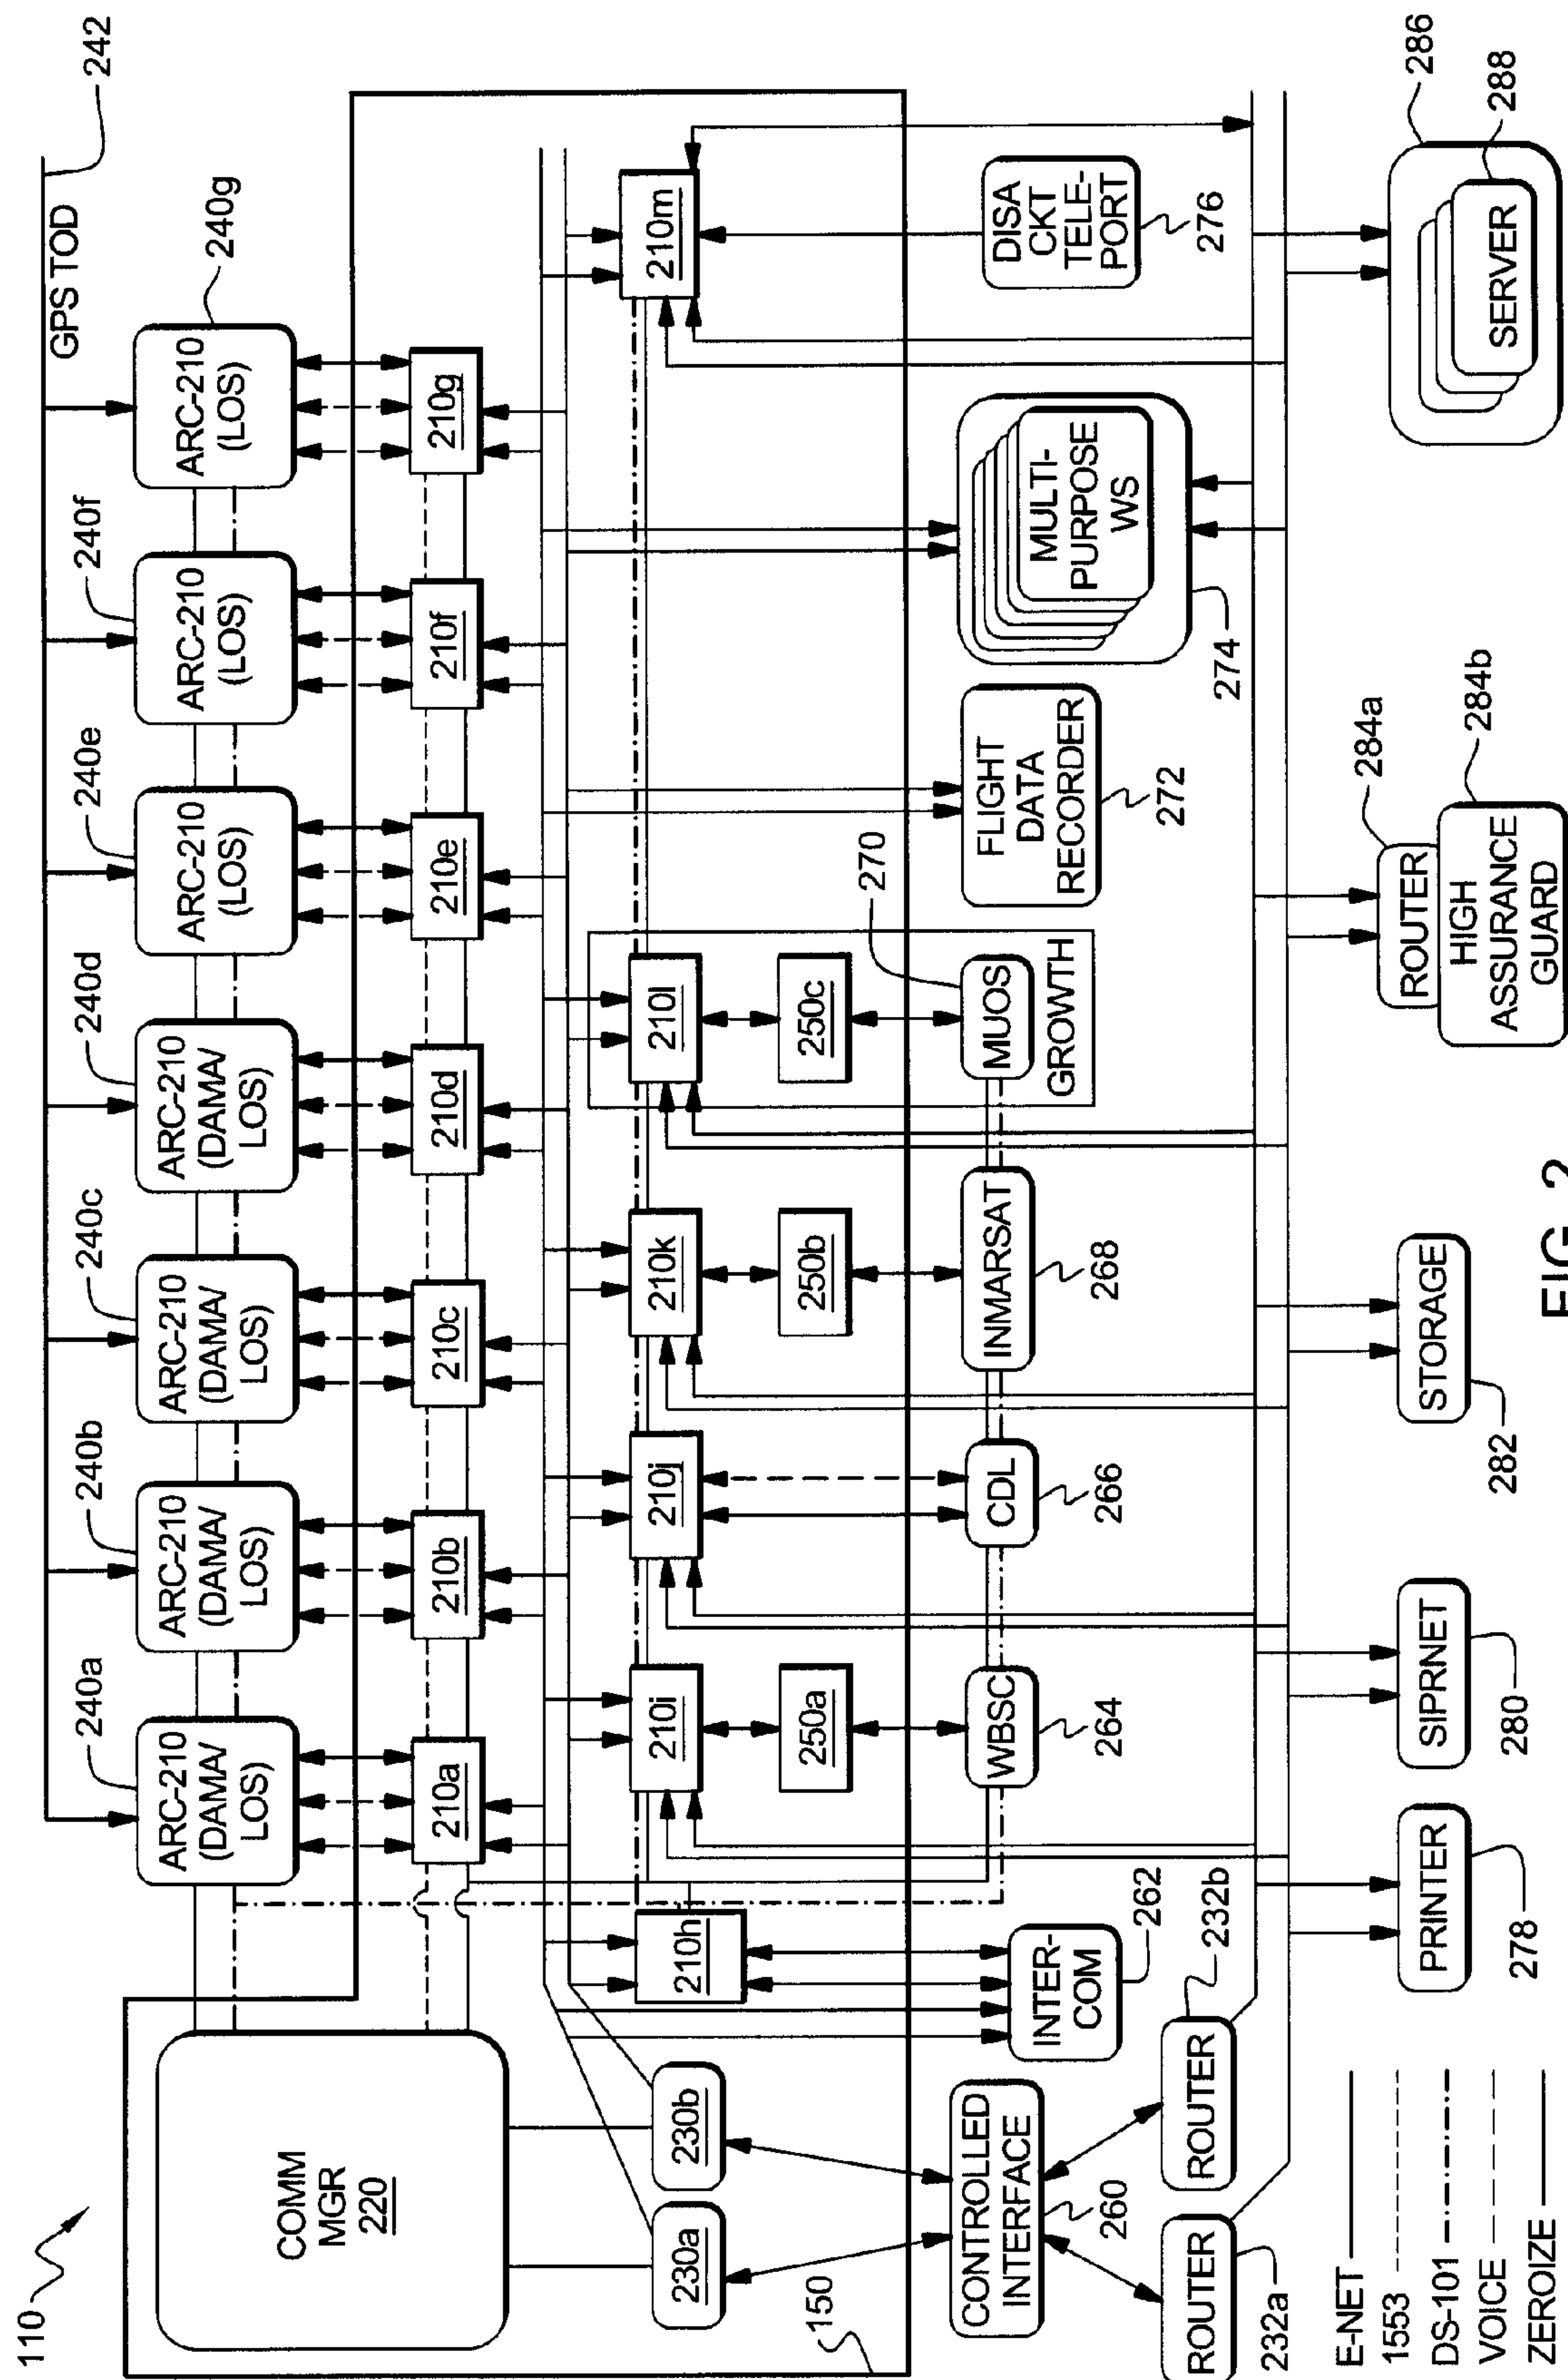 110
COMM
MGR
220
150
230a
230b
CONTROLLED
INTERFACE
260
ROUTER
232a
ROUTER
232b
E-NET
1553
DS-101
VOICE
ZEROIZE
GPS TOD
242
240a
ARC-210
(DAMA/
LOS)
240b
ARC-210
(DAMA/
LOS)
240c
ARC-210
(DAMA/
LOS)
240d
ARC-210
(DAMA/
LOS)
240e
ARC-210
(LOS)
240f
ARC-210
(LOS)
240g
ARC-210
(LOS)
210a
210b
210c
210d
210e
210f
210g
210h
210i
210j
210k
210l
210m
250a
250b
250c
INTER-
COM
262
WBSC
264
CDL
266
INMARSAT
268
MUOS
270
GROWTH
FLIGHT
DATA
RECORDER
272
MULTI-
PURPOSE
WS
274
DISA
CKT
TELE-
PORT
276
PRINTER
278
SIPRNET
280
STORAGE
282
ROUTER
284a
HIGH
ASSURANCE
GUARD
284b
SERVER
286
288
FIG. 2